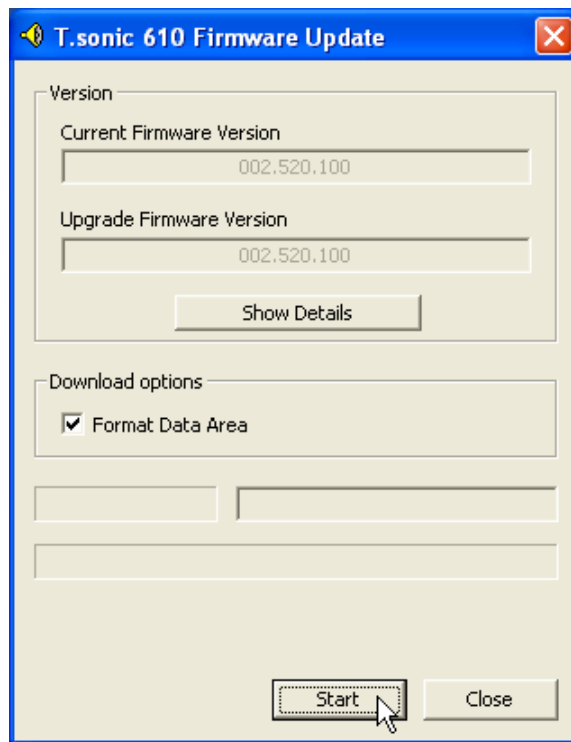 T.sonic 610 Firmware Update
Version
Current Firmware Version
002.520.100
Upgrade Firmware Version
002.520.100
Show Details
Download options
Format Data Area
Start
Close